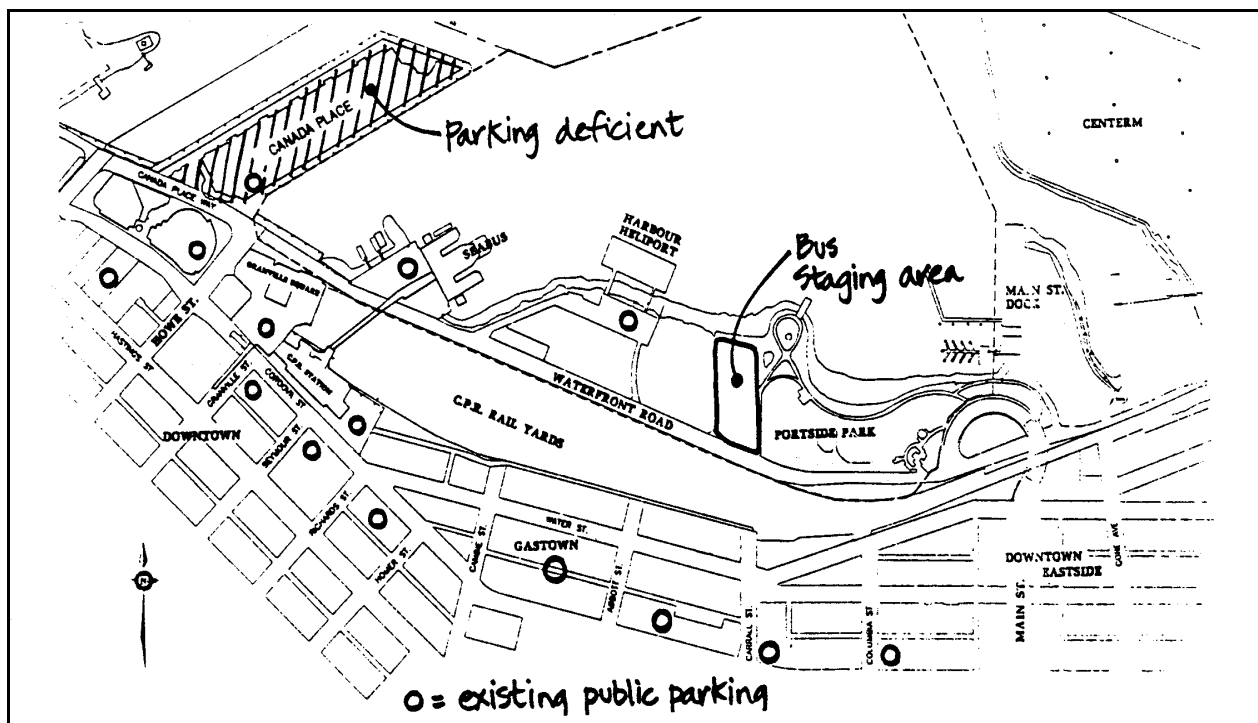 CENTERM
CANADA PLACE
Parking deficient
CANADA PLACE WAY
SEABUS
HARBOUR
HELIPORT
Bus
Staging area
MAIN ST.
DOCK
GRANVILLE SQUARE
HOWE ST.
HASTINGS ST
GRANVILLE ST.
CORDOVA ST
C.P.R. STATION
WATERFRONT ROAD
C.P.R. RAIL YARDS
PORTSIDE PARK
DOWNTOWN
SEYMOUR ST.
RICHARDS ST.
HOMER ST.
CAMBIE ST.
WATER ST.
GASTOWN
ABBOTT ST.
CARRALL ST.
COLUMBIA ST
DOWNTOWN
EASTSIDE
MAIN ST.
GORE AVE
N
O = existing public parking